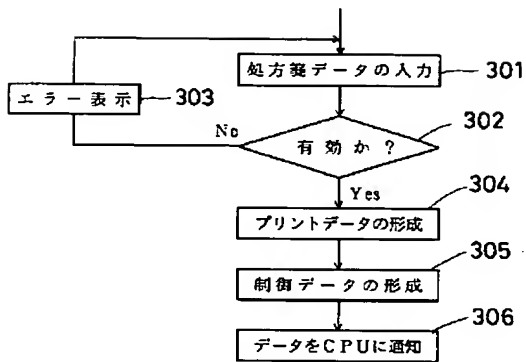 処方箋データの入力
301
エラー表示
303
302
No
有効か?
Yes
304
プリントデータの形成
305
制御データの形成
306
データをCPUに通知